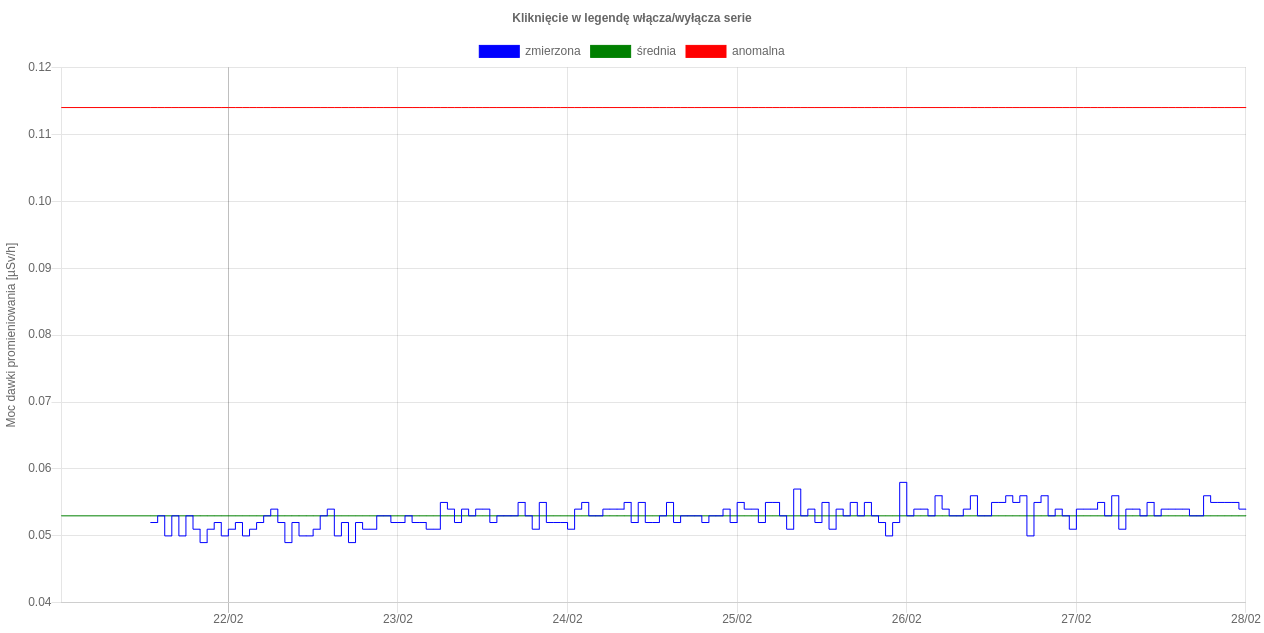 Kliknięcie w legendę włącza/wyłącza serie
zmierzona średnia anomalna
0.12
0.11
0.10
0.09
0.08
0.07
0.06
0.05
0.04
Moc dawki promieniowania [µSv/h]
22/02 23/02 24/02 25/02 26/02 27/02 28/02